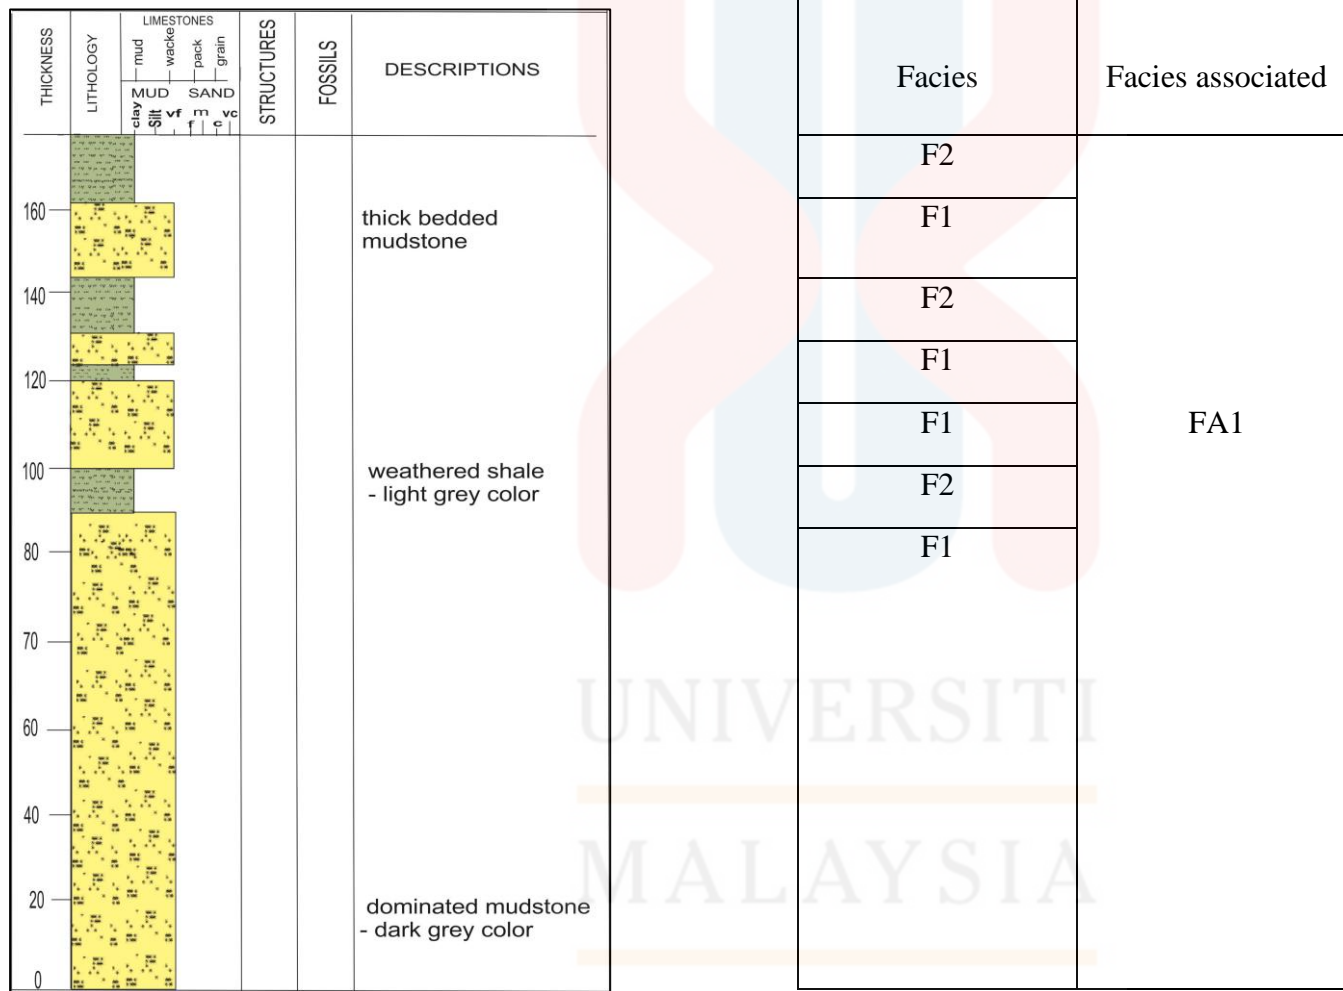 THICKNESS
LITHOLOGY
LIMESTONES
mud
wacke
pack
grain
MUD SAND
clay
Silt
vf
f
m
c
vc
STRUCTURES
FOSSILS
DESCRIPTIONS
160
140
120
100
80
70
60
40
20
0
thick bedded
mudstone
weathered shale
- light grey color
dominated mudstone
- dark grey color
Facies
Facies associated
F2
F1
F2
F1
F1
F2
F1
FA1
UNIVERSITI
MALAYSIA